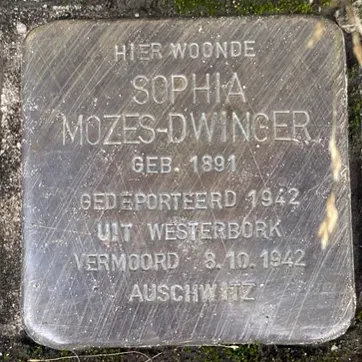 HIER WOONDE
SOPHIA
MOZES-DWINGER
GEB. 1891
GEDEPORTEERD 1942
UIT WESTERBORK
VERMOORD 8.10.1942
AUSCHWITZ